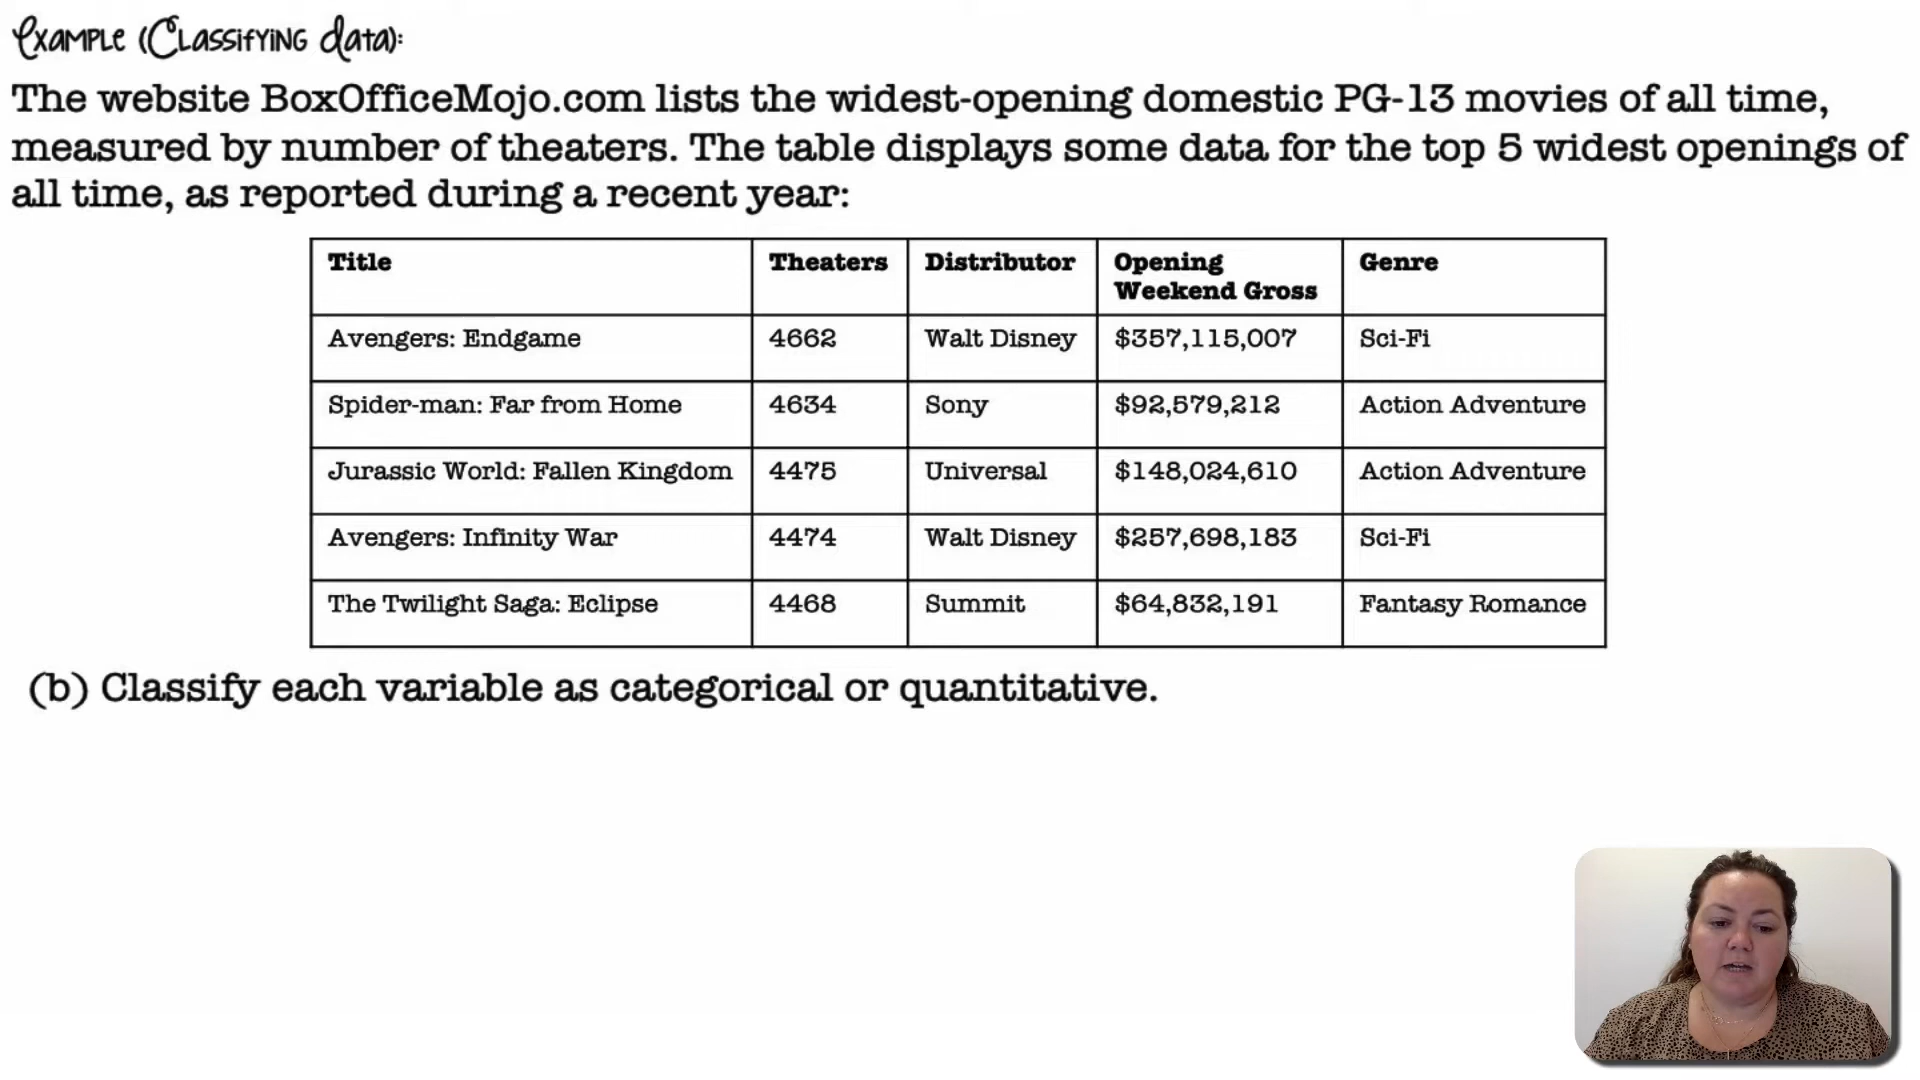 Example (Classifying data):
The website BoxOfficeMojo.com lists the widest-opening domestic PG-13 movies of all time,
measured by number of theaters. The table displays some data for the top 5 widest openings of
all time, as reported during a recent year:
Title Theaters Distributor Opening Weekend Gross Genre
Avengers: Endgame 4662 Walt Disney $357,115,007 Sci-Fi
Spider-man: Far from Home 4634 Sony $92,579,212 Action Adventure
Jurassic World: Fallen Kingdom 4475 Universal $148,024,610 Action Adventure
Avengers: Infinity War 4474 Walt Disney $257,698,183 Sci-Fi
The Twilight Saga: Eclipse 4468 Summit $64,832,191 Fantasy Romance
(b) Classify each variable as categorical or quantitative.